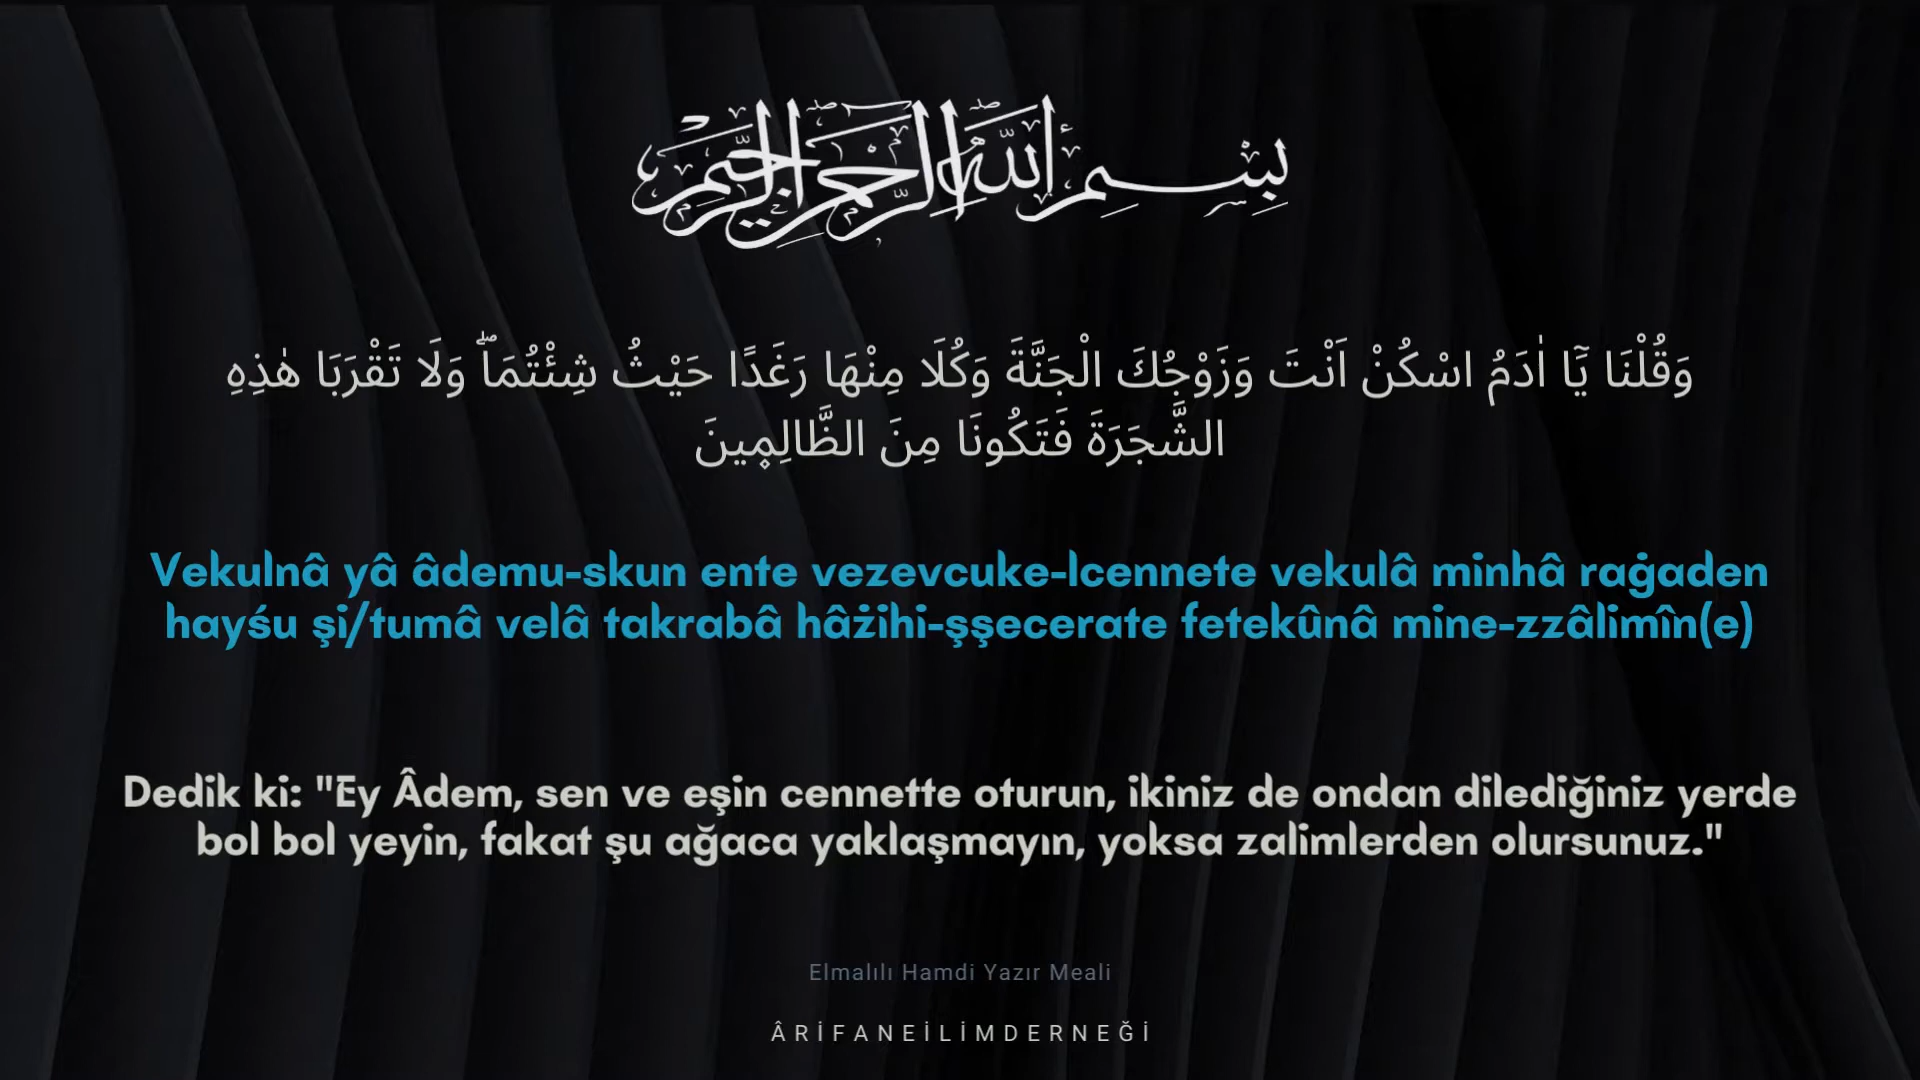 بِسْمِ اللَّهِ الرَّحْمَٰنِ الرَّحِيمِ
وَقُلْنَا يَٓا اٰدَمُ اسْكُنْ اَنْتَ وَزَوْجُكَ الْجَنَّةَ وَكُلَا مِنْهَا رَغَدًا حَيْثُ شِئْتُمَاۖ وَلَا تَقْرَبَا هٰذِهِ
الشَّجَرَةَ فَتَكُونَا مِنَ الظَّالِم۪ينَ
Vekulnâ yâ âdemu-skun ente vezevcuke-lcennete vekulâ minhâ raġaden
hayśu şi/tumâ velâ takrabâ hâżihi-şşecerate fetekûnâ mine-zzâlimîn(e)
Dedik ki: "Ey Âdem, sen ve eşin cennette oturun, ikiniz de ondan dilediğiniz yerde
bol bol yeyin, fakat şu ağaca yaklaşmayın, yoksa zalimlerden olursunuz."
Elmalılı Hamdi Yazır Meali
ÂRİFANEİLİMDERNEĞİ